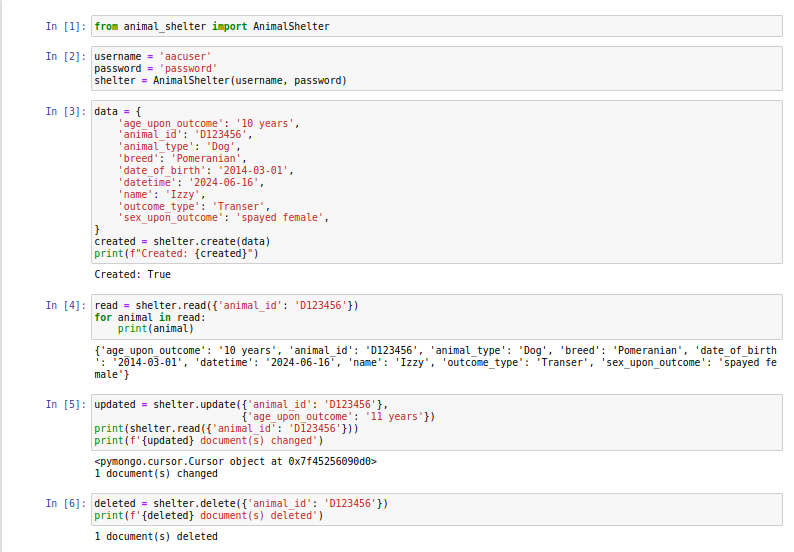 In [1]: from animal_shelter import AnimalShelter
In [2]: username = 'aacuser'
password = 'password'
shelter = AnimalShelter(username, password)
In [3]: data = {
    'age_upon_outcome': '10 years',
    'animal_id': 'D123456',
    'animal_type': 'Dog',
    'breed': 'Pomeranian',
    'date_of_birth': '2014-03-01',
    'datetime': '2024-06-16',
    'name': 'Izzy',
    'outcome_type': 'Transer',
    'sex_upon_outcome': 'spayed female',
}
created = shelter.create(data)
print(f"Created: {created}")
Created: True
In [4]: read = shelter.read({'animal_id': 'D123456'})
for animal in read:
    print(animal)
{'age_upon_outcome': '10 years', 'animal_id': 'D123456', 'animal_type': 'Dog', 'breed': 'Pomeranian', 'date_of_birth
': '2014-03-01', 'datetime': '2024-06-16', 'name': 'Izzy', 'outcome_type': 'Transer', 'sex_upon_outcome': 'spayed fe
male'}
In [5]: updated = shelter.update({'animal_id': 'D123456'},
                         {'age_upon_outcome': '11 years'})
print(shelter.read({'animal_id': 'D123456'}))
print(f'{updated} document(s) changed')
<pymongo.cursor.Cursor object at 0x7f45256090d0>
1 document(s) changed
In [6]: deleted = shelter.delete({'animal_id': 'D123456'})
print(f'{deleted} document(s) deleted')
1 document(s) deleted